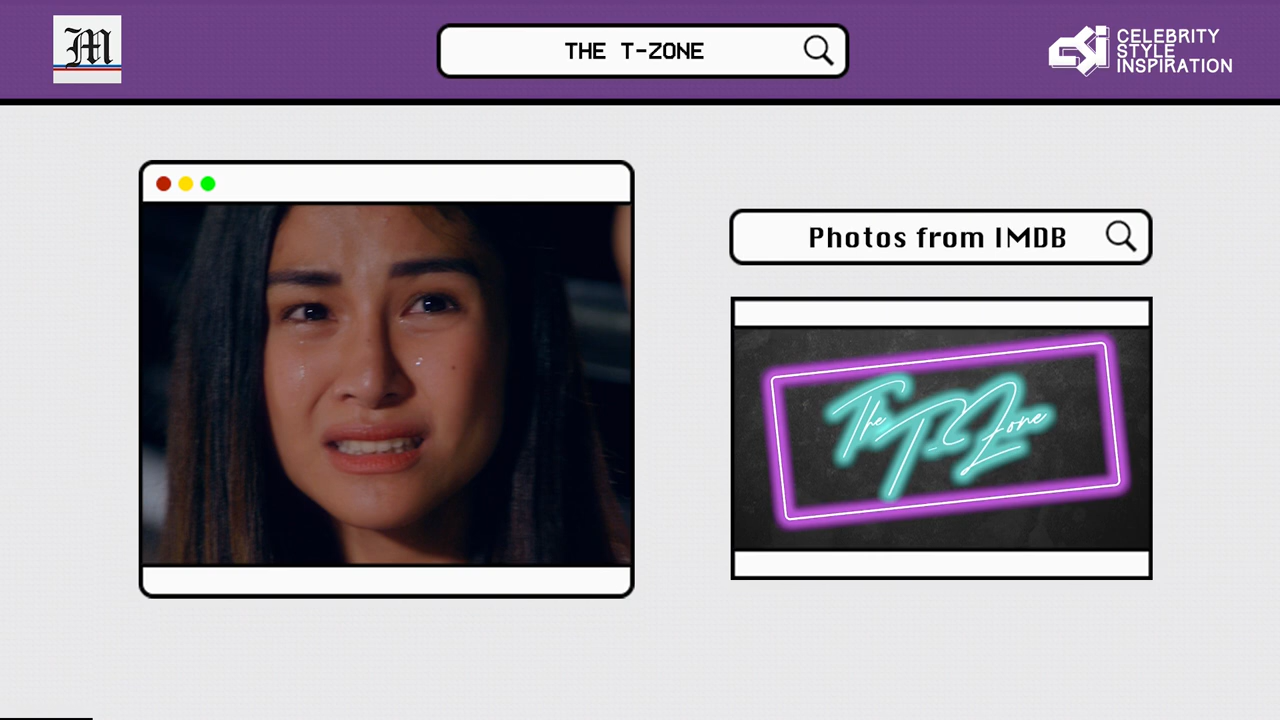 M
THE T-ZONE
CELEBRITY
STYLE
INSPIRATION
Photos from IMDB
The T-Zone